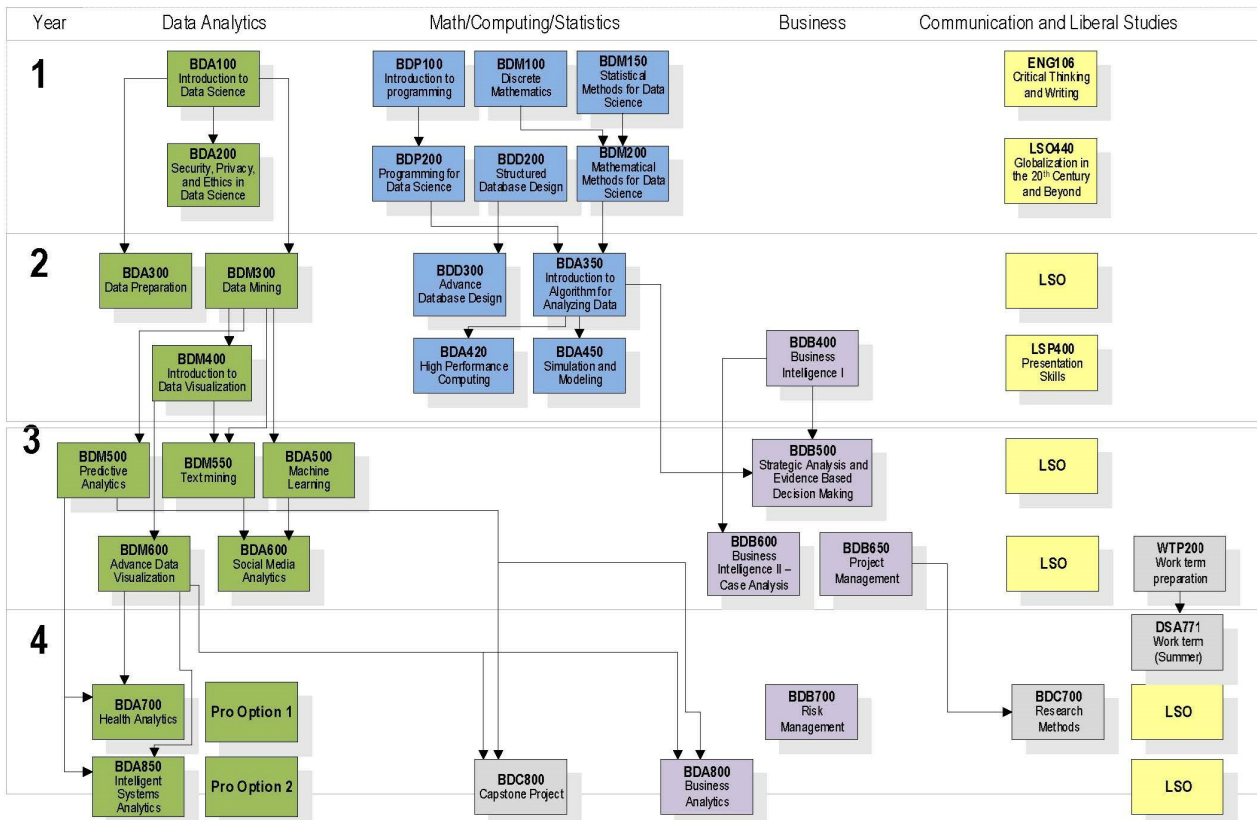 Year Data Analytics Math/Computing/Statistics Business Communication and Liberal Studies
1
BDA100
Introduction to
Data Science
BDP100
Introduction to
programming
BDM100
Discrete
Mathematics
BDM150
Statistical
Methods for Data
Science
ENG106
Critical Thinking
and Writing
BDA200
Security, Privacy,
and Ethics in
Data Science
BDP200
Programming for
Data Science
BDD200
Structured
Database Design
BDM200
Mathematical
Methods for Data
Science
LSO440
Globalization in
the 20th Century
and Beyond
2
BDA300
Data Preparation
BDM300
Data Mining
BDD300
Advance
Database Design
BDA350
Introduction to
Algorithm for
Analyzing Data
LSO
BDM400
Introduction to
Data Visualization
BDA420
High Performance
Computing
BDA450
Simulation and
Modeling
BDB400
Business
Intelligence I
LSP400
Presentation
Skills
3
BDM500
Predictive
Analytics
BDM550
Text mining
BDA500
Machine
Learning
BDB500
Strategic Analysis and
Evidence Based
Decision Making
LSO
BDM600
Advance Data
Visualization
BDA600
Social Media
Analytics
BDB600
Business
Intelligence II –
Case Analysis
BDB650
Project
Management
LSO
WTP200
Work term
preparation
4
DSA771
Work term
(Summer)
BDA700
Health Analytics
Pro Option 1
BDB700
Risk
Management
BDC700
Research
Methods
LSO
BDA850
Intelligent
Systems
Analytics
Pro Option 2
BDC800
Capstone Project
BDA800
Business
Analytics
LSO